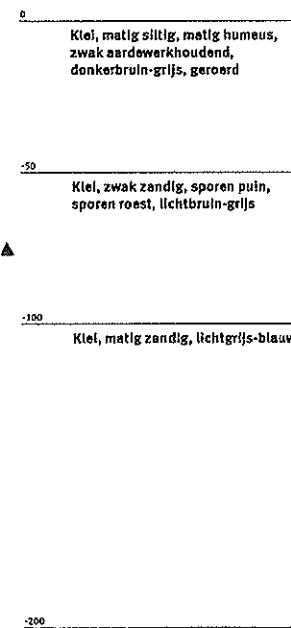 0
Klei, matig siltig, matig humeus,
zwak aardewerkhoudend,
donkerbruin-grijs, geroerd
-50
Klei, zwak zandig, sporen puin,
sporen roest, lichtbruin-grijs
-100
Klei, matig zandig, lichtgrijs-blauw
-200